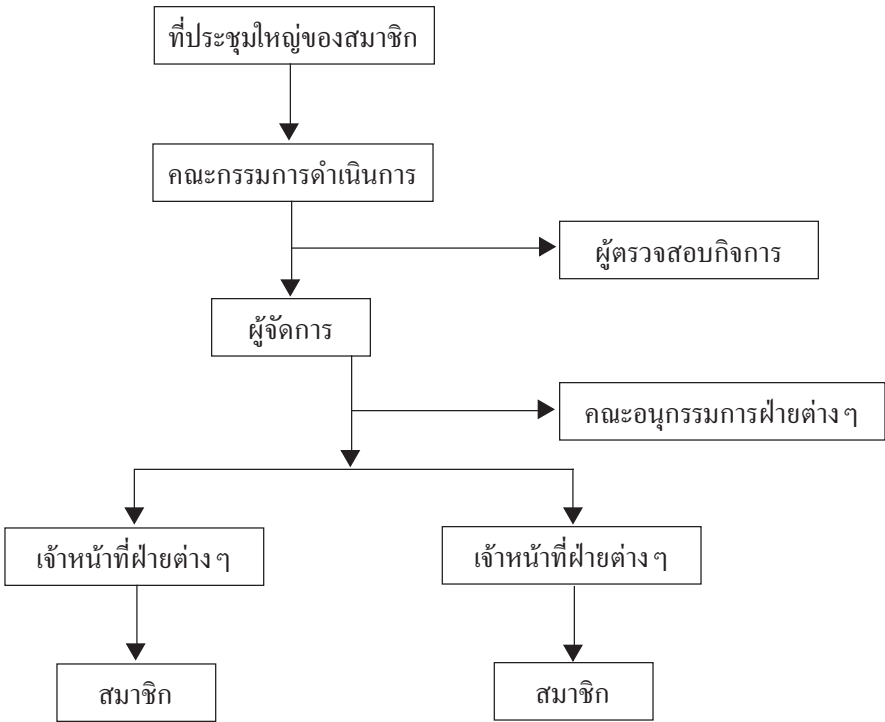 ที่ประชุมใหญ่ของสมาชิก
คณะกรรมการดำเนินการ
ผู้ตรวจสอบกิจการ
ผู้จัดการ
คณะอนุกรรมการฝ่ายต่าง ๆ
เจ้าหน้าที่ฝ่ายต่าง ๆ
เจ้าหน้าที่ฝ่ายต่าง ๆ
สมาชิก
สมาชิก